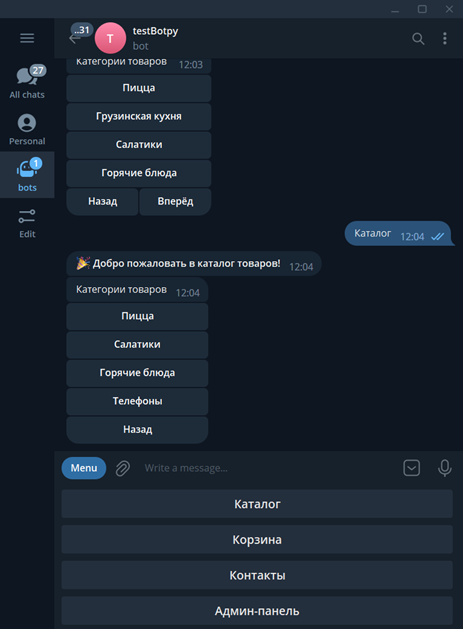 ..31
T
testBotpy
bot
27
All chats
Personal
1
bots
Edit
Категории товаров 12:03
Пицца
Грузинская кухня
Салатики
Горячие блюда
Назад Вперёд
Каталог 12:04
🎉 Добро пожаловать в каталог товаров! 12:04
Категории товаров 12:04
Пицца
Салатики
Горячие блюда
Телефоны
Назад
Menu Write a message...
Каталог
Корзина
Контакты
Админ-панель